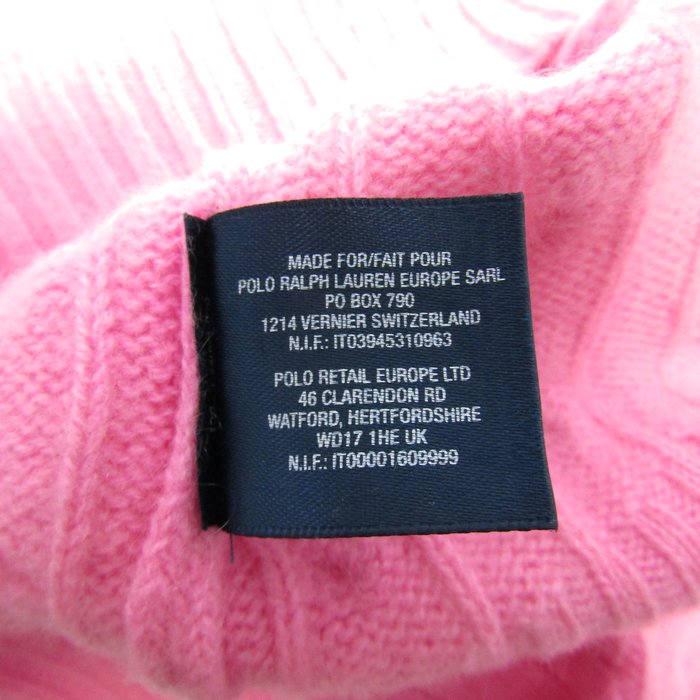 MADE FOR/FAIT POUR
POLO RALPH LAUREN EUROPE SARL
PO BOX 790
1214 VERNIER SWITZERLAND
N.I.F.: IT03945310963
POLO RETAIL EUROPE LTD
46 CLARENDON RD
WATFORD, HERTFORDSHIRE
WD17 1HE UK
N.I.F.: IT00001609999